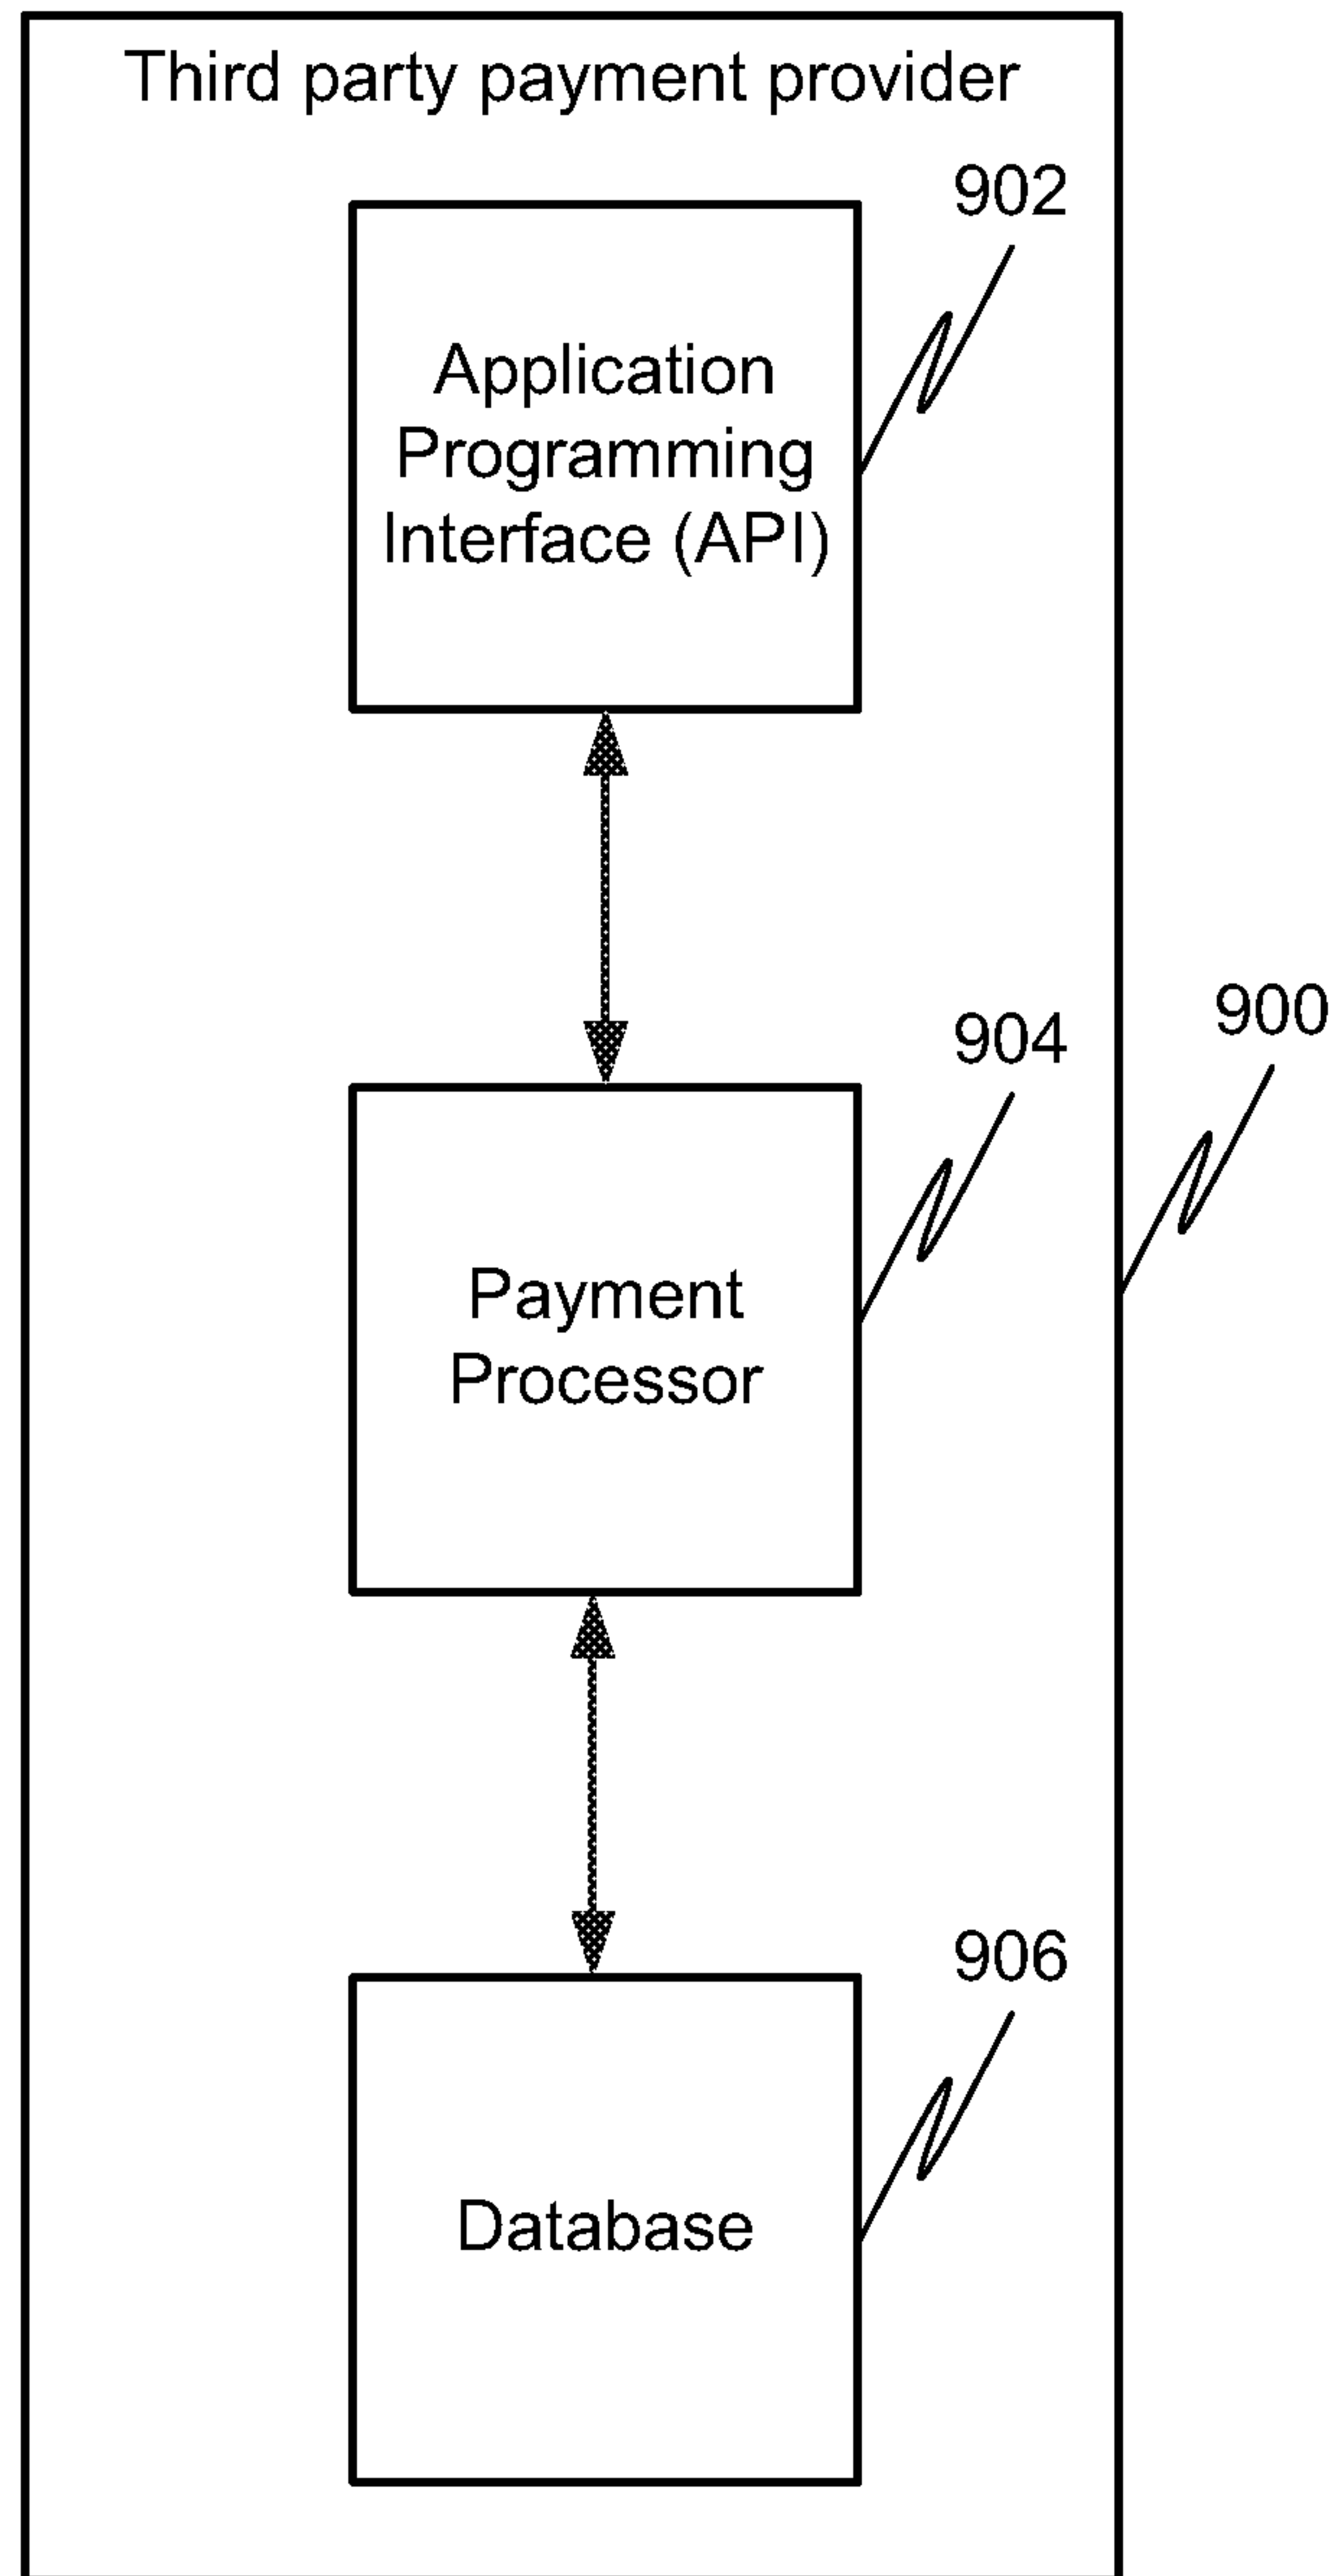 Third party payment provider
902
Application
Programming
Interface (API)
900
904
Payment
Processor
906
Database